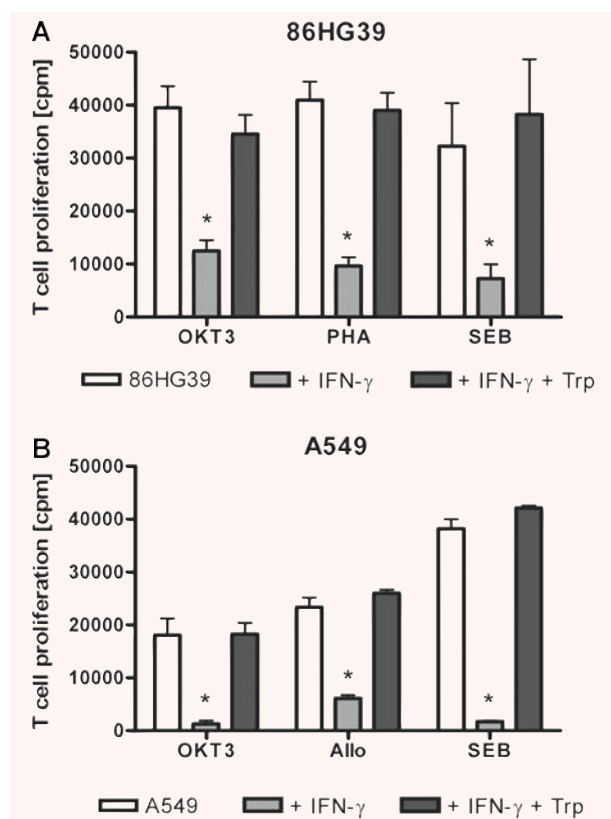 A
86HG39
T cell proliferation [cpm]
50000
40000
30000
20000
10000
0
*
*
*
OKT3 PHA SEB
86HG39 + IFN-γ + IFN-γ + Trp
B
A549
T cell proliferation [cpm]
50000
40000
30000
20000
10000
0
*
*
*
OKT3 Allo SEB
A549 + IFN-γ + IFN-γ + Trp